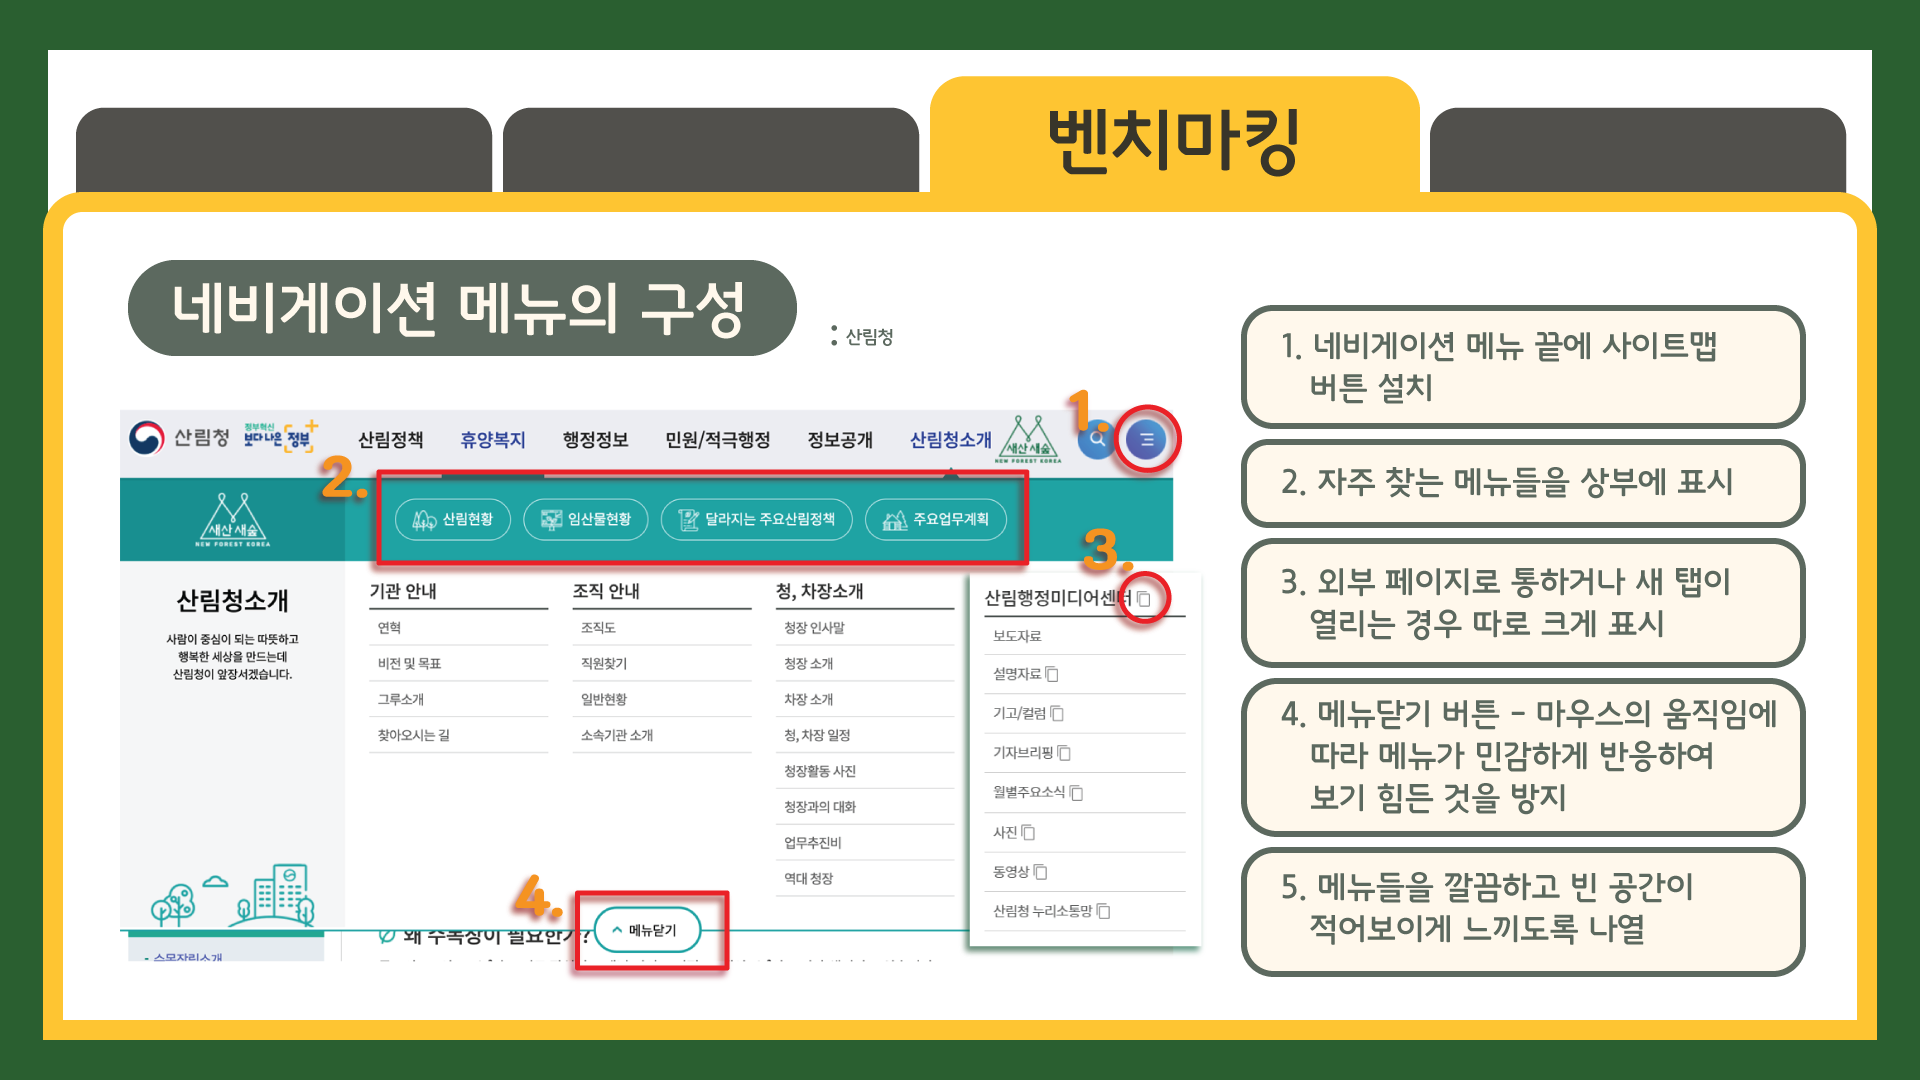 벤치마킹
네비게이션 메뉴의 구성
: 산림청
산림청
정부혁신
보다나은 정부
산림정책 휴양복지 행정정보 민원/적극행정 정보공개 산림청소개
새산새숲
NEW FOREST KOREA
1.
2.
새산새숲
NEW FOREST KOREA
산림현황 임산물현황 달라지는 주요산림정책 주요업무계획
3.
산림청소개
사람이 중심이 되는 따뜻하고
행복한 세상을 만드는데
산림청이 앞장서겠습니다.
기관 안내
연혁
비전 및 목표
그루소개
찾아오시는 길
조직 안내
조직도
직원찾기
일반현황
소속기관 소개
청, 차장소개
청장 인사말
청장 소개
차장 소개
청, 차장 일정
청장활동 사진
청장과의 대화
업무추진비
역대 청장
산림행정미디어센터
보도자료
설명자료
기고/컬럼
기자브리핑
월별주요소식
사진
동영상
산림청 누리소통망
4.
메뉴닫기
왜 수목장이 필요한가?
- 수목장림소개
1. 네비게이션 메뉴 끝에 사이트맵
버튼 설치
2. 자주 찾는 메뉴들을 상부에 표시
3. 외부 페이지로 통하거나 새 탭이
열리는 경우 따로 크게 표시
4. 메뉴닫기 버튼 - 마우스의 움직임에
따라 메뉴가 민감하게 반응하여
보기 힘든 것을 방지
5. 메뉴들을 깔끔하고 빈 공간이
적어보이게 느끼도록 나열